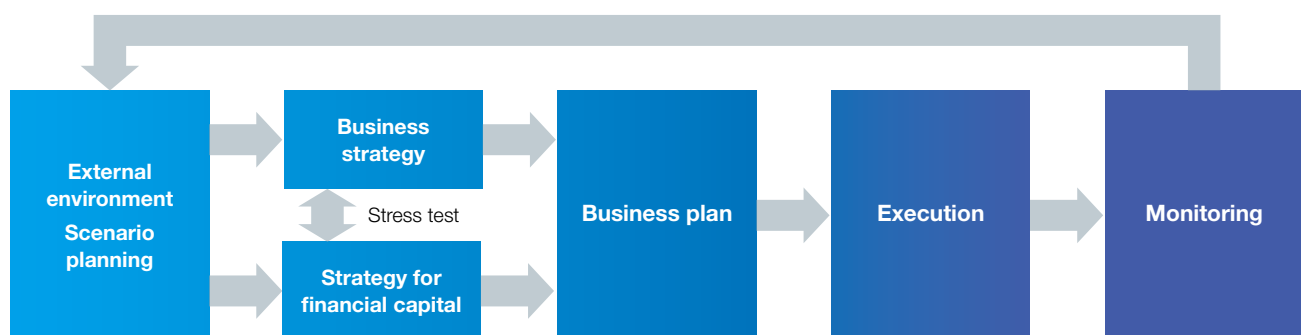 External
environment
Scenario
planning
Business
strategy
Stress test
Strategy for
financial capital
Business plan
Execution
Monitoring